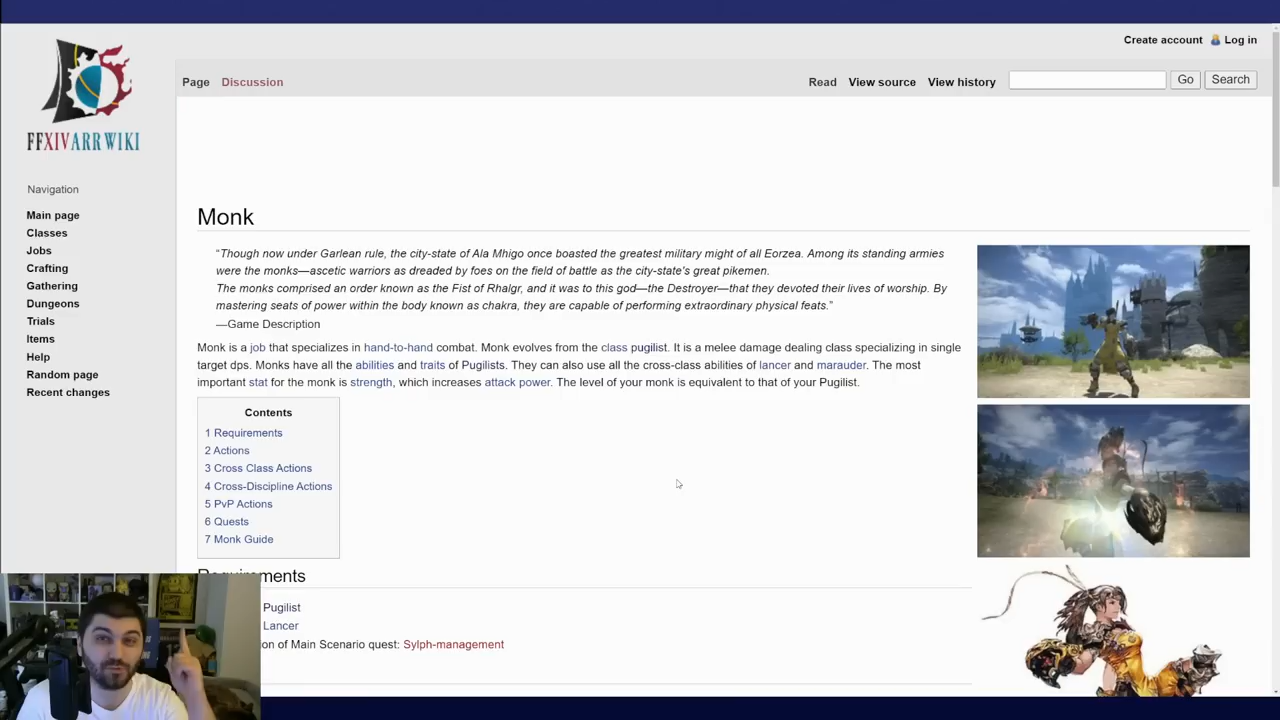 Create account Log in
Page Discussion Read View source View history Go Search
FFXIVARRWIKI
Navigation
Main page
Classes
Jobs
Crafting
Gathering
Dungeons
Trials
Items
Help
Random page
Recent changes
Monk
“Though now under Garlean rule, the city-state of Ala Mhigo once boasted the greatest military might of all Eorzea. Among its standing armies
were the monks—ascetic warriors as dreaded by foes on the field of battle as the city-state's great pikemen.
The monks comprised an order known as the Fist of Rhalgr, and it was to this god—the Destroyer—that they devoted their lives of worship. By
mastering seats of power within the body known as chakra, they are capable of performing extraordinary physical feats.”
—Game Description
Monk is a job that specializes in hand-to-hand combat. Monk evolves from the class pugilist. It is a melee damage dealing class specializing in single
target dps. Monks have all the abilities and traits of Pugilists. They can also use all the cross-class abilities of lancer and marauder. The most
important stat for the monk is strength, which increases attack power. The level of your monk is equivalent to that of your Pugilist.
Contents
1 Requirements
2 Actions
3 Cross Class Actions
4 Cross-Discipline Actions
5 PvP Actions
6 Quests
7 Monk Guide
Requirements
Pugilist
Lancer
on of Main Scenario quest: Sylph-management